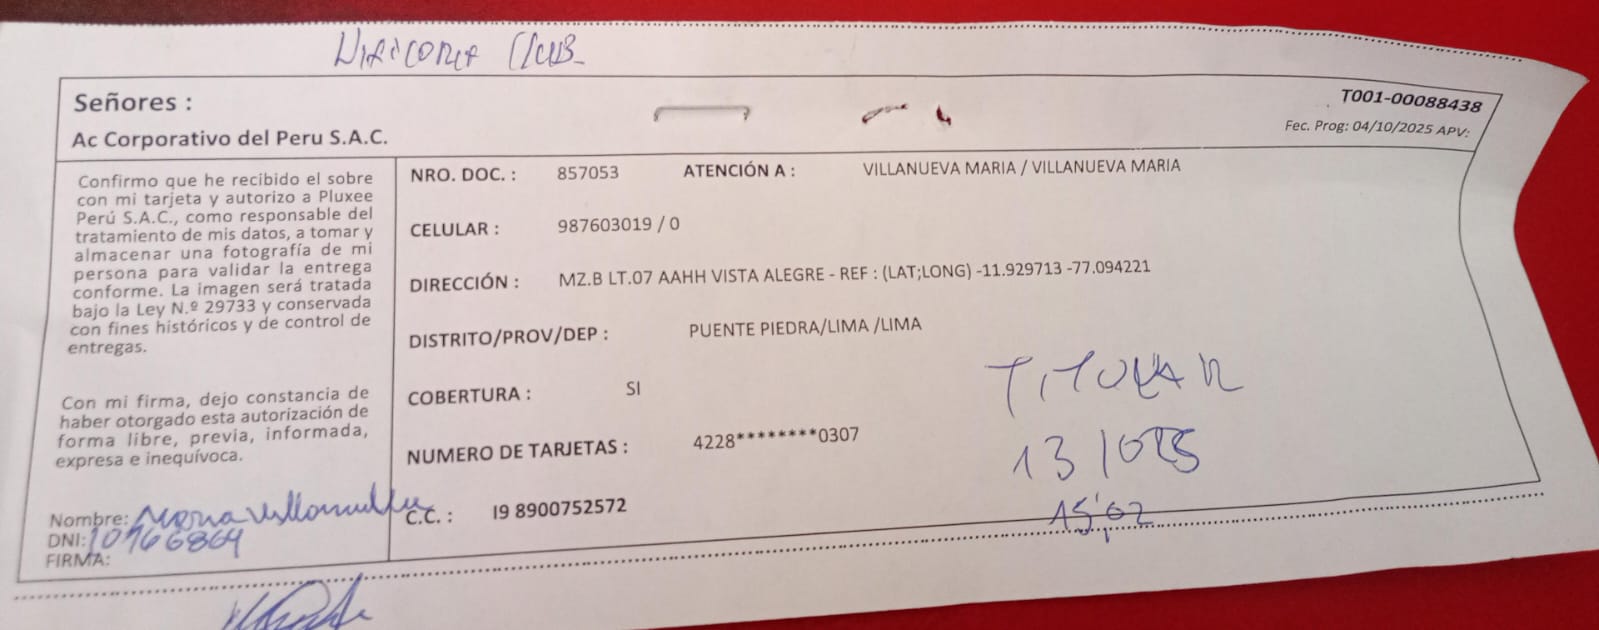 Señores :
Ac Corporativo del Peru S.A.C.
T001-00088438
Fec. Prog: 04/10/2025 APV:
Confirmo que he recibido el sobre
con mi tarjeta y autorizo a Pluxee
Perú S.A.C., como responsable del
tratamiento de mis datos, a tomar y
almacenar una fotografía de mi
persona para validar la entrega
conforme. La imagen será tratada
bajo la Ley N.º 29733 y conservada
con fines históricos y de control de
entregas.
Con mi firma, dejo constancia de
haber otorgado esta autorización de
forma libre, previa, informada,
expresa e inequívoca.
Nombre: Maria Villanueva
DNI: 10766864
FIRMA:
NRO. DOC. : 857053 ATENCIÓN A : VILLANUEVA MARIA / VILLANUEVA MARIA
CELULAR : 987603019 / 0
DIRECCIÓN : MZ.B LT.07 AAHH VISTA ALEGRE - REF : (LAT;LONG) -11.929713 -77.094221
DISTRITO/PROV/DEP : PUENTE PIEDRA/LIMA /LIMA
COBERTURA : SI
NUMERO DE TARJETAS : 4228********0307
C.C. : I9 8900752572
TITULAR
15:02